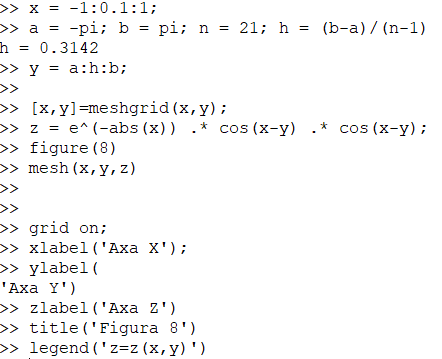 >> x = -1:0.1:1;
>> a = -pi; b = pi; n = 21; h = (b-a)/(n-1)
h = 0.3142
>> y = a:h:b;
>>
>> [x,y]=meshgrid(x,y);
>> z = e^(-abs(x)) .* cos(x-y) .* cos(x-y);
>> figure(8)
>> mesh(x,y,z)
>>
>>
>> grid on;
>> xlabel('Axa X');
>> ylabel(
'Axa Y')
>> zlabel('Axa Z')
>> title('Figura 8')
>> legend('z=z(x,y)')